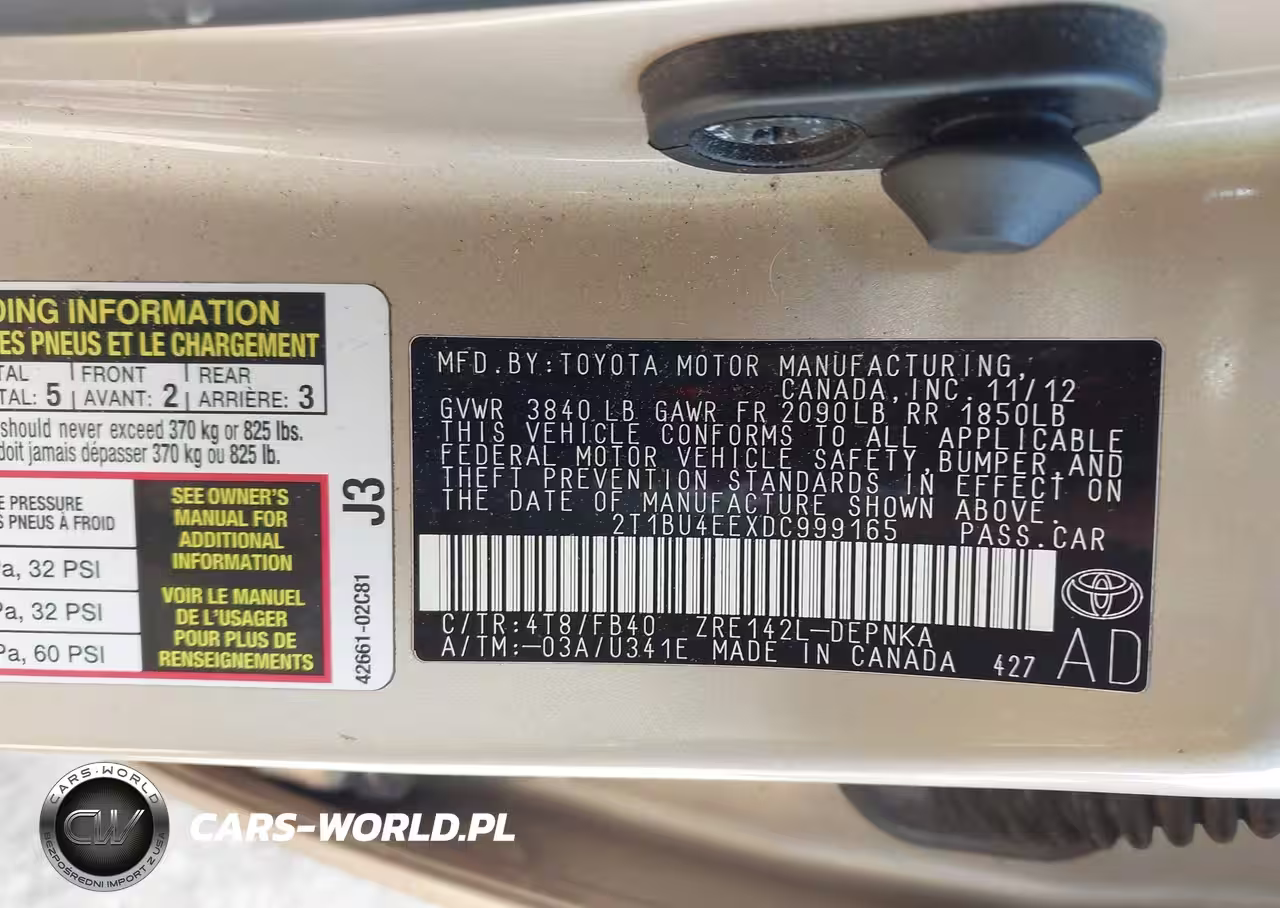 DING INFORMATION
ES PNEUS ET LE CHARGEMENT
TAL FRONT REAR
TAL: 5 AVANT: 2 ARRIÈRE: 3
should never exceed 370 kg or 825 lbs.
doit jamais dépasser 370 kg ou 825 lb.
E PRESSURE
S PNEUS À FROID
Pa, 32 PSI
Pa, 32 PSI
Pa, 60 PSI
SEE OWNER'S
MANUAL FOR
ADDITIONAL
INFORMATION
VOIR LE MANUEL
DE L'USAGER
POUR PLUS DE
RENSEIGNEMENTS
J3
42661-02C81
MFD.BY:TOYOTA MOTOR MANUFACTURING,
CANADA,INC. 11/12
GVWR 3840 LB GAWR FR 2090LB RR 1850LB
THIS VEHICLE CONFORMS TO ALL APPLICABLE
FEDERAL MOTOR VEHICLE SAFETY,BUMPER,AND
THEFT PREVENTION STANDARDS IN EFFECT ON
THE DATE OF MANUFACTURE SHOWN ABOVE.
2T1BU4EEXDC999165 PASS.CAR
C/TR:4T8/FB40 ZRE142L-DEPNKA
A/TM:-03A/U341E MADE IN CANADA 427 AD
CARS-WORLD
CW
BEZPOŚREDNI IMPORT Z USA
CARS-WORLD.PL